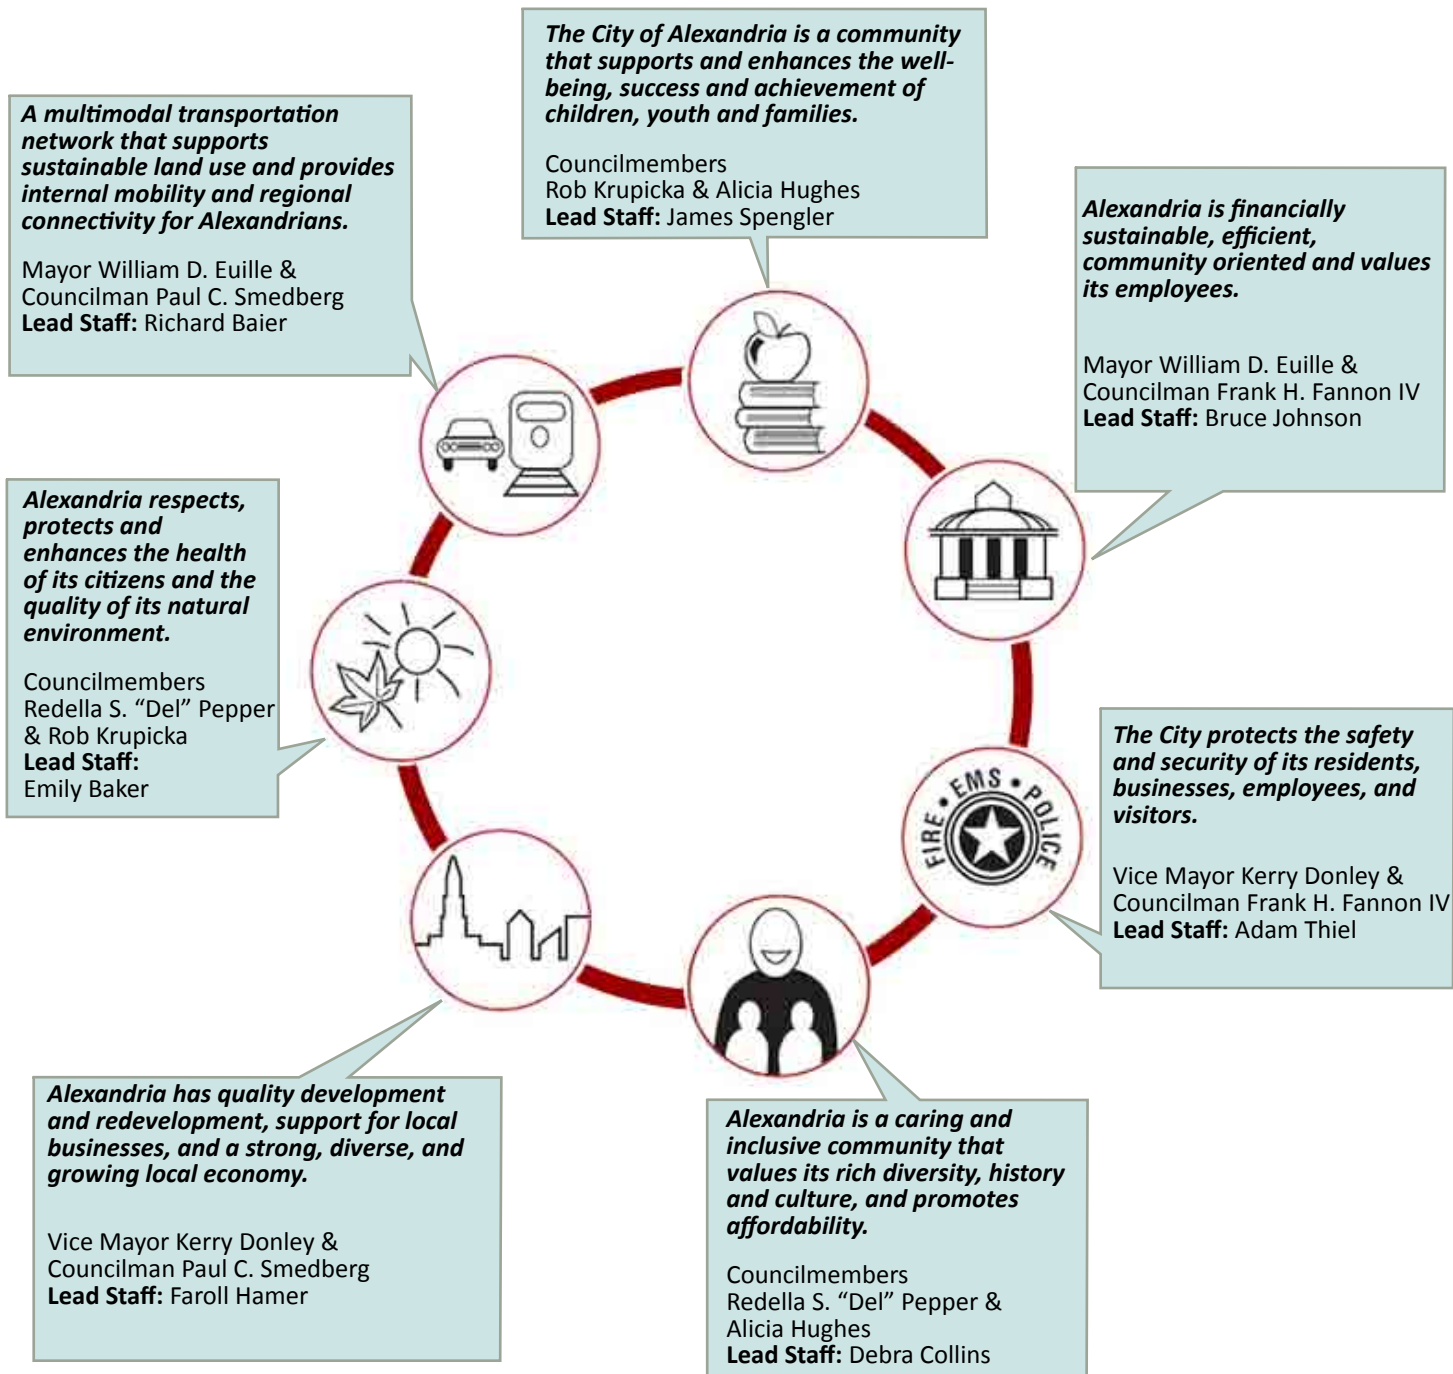 The City of Alexandria is a community
that supports and enhances the well-
being, success and achievement of
children, youth and families.
Councilmembers
Rob Krupicka & Alicia Hughes
Lead Staff: James Spengler
A multimodal transportation
network that supports
sustainable land use and provides
internal mobility and regional
connectivity for Alexandrians.
Mayor William D. Euille &
Councilman Paul C. Smedberg
Lead Staff: Richard Baier
Alexandria is financially
sustainable, efficient,
community oriented and values
its employees.
Mayor William D. Euille &
Councilman Frank H. Fannon IV
Lead Staff: Bruce Johnson
Alexandria respects,
protects and
enhances the health
of its citizens and the
quality of its natural
environment.
Councilmembers
Redella S. “Del” Pepper
& Rob Krupicka
Lead Staff:
Emily Baker
FIRE • EMS • POLICE
The City protects the safety
and security of its residents,
businesses, employees, and
visitors.
Vice Mayor Kerry Donley &
Councilman Frank H. Fannon IV
Lead Staff: Adam Thiel
Alexandria has quality development
and redevelopment, support for local
businesses, and a strong, diverse, and
growing local economy.
Vice Mayor Kerry Donley &
Councilman Paul C. Smedberg
Lead Staff: Faroll Hamer
Alexandria is a caring and
inclusive community that
values its rich diversity, history
and culture, and promotes
affordability.
Councilmembers
Redella S. “Del” Pepper &
Alicia Hughes
Lead Staff: Debra Collins